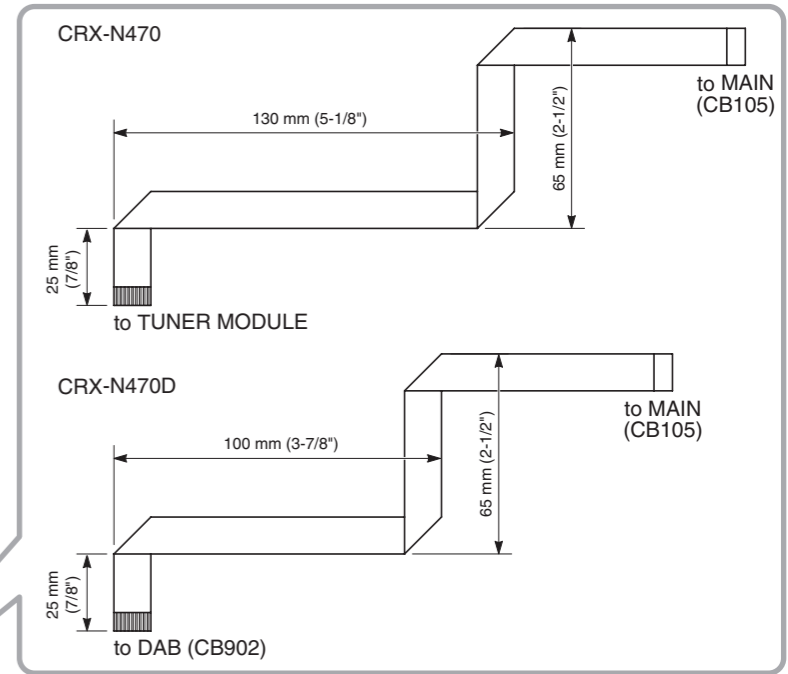 CRX-N470
to MAIN
(CB105)
130 mm (5-1/8")
65 mm (2-1/2")
25 mm
(7/8")
to TUNER MODULE
CRX-N470D
to MAIN
(CB105)
100 mm (3-7/8")
65 mm (2-1/2")
25 mm
(7/8")
to DAB (CB902)